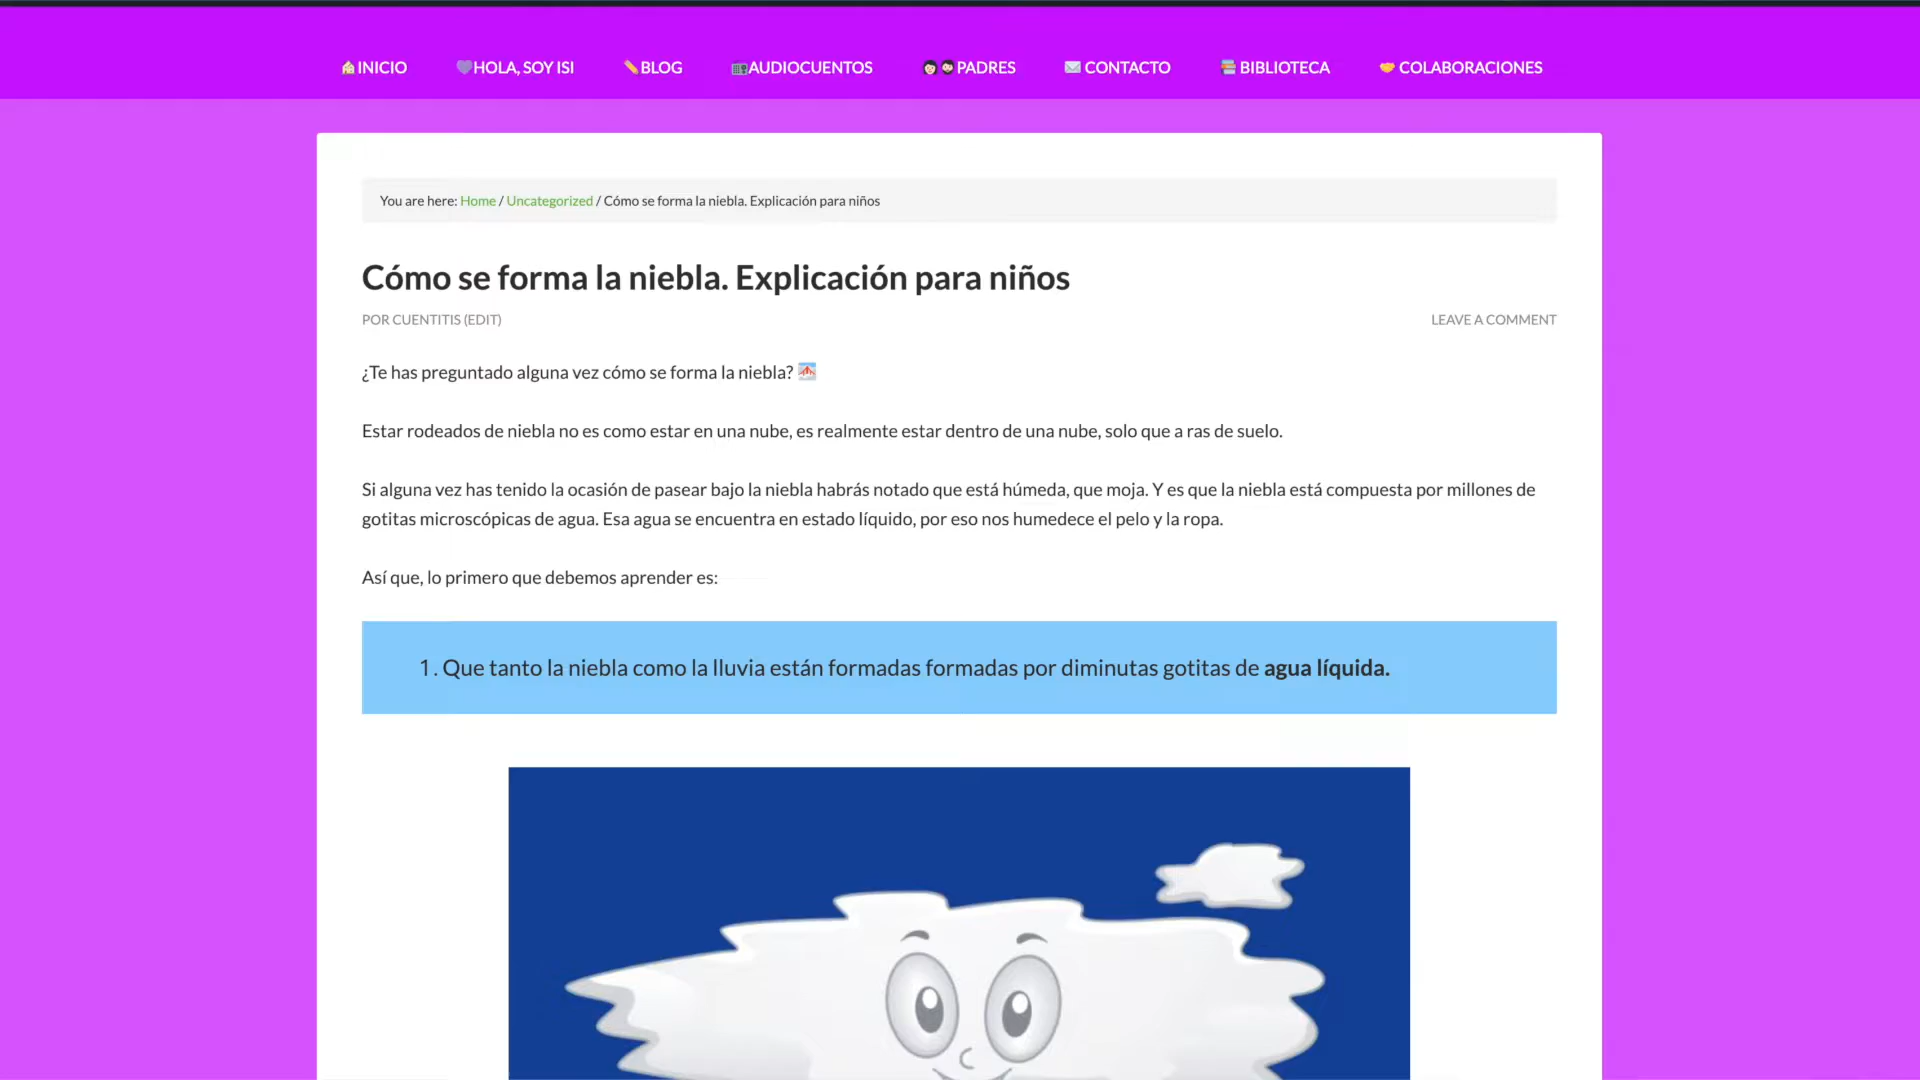 INICIO HOLA, SOY ISI BLOG AUDIOCUENTOS PADRES CONTACTO BIBLIOTECA COLABORACIONES
You are here: Home / Uncategorized / Cómo se forma la niebla. Explicación para niños
Cómo se forma la niebla. Explicación para niños
POR CUENTITIS (EDIT) LEAVE A COMMENT
¿Te has preguntado alguna vez cómo se forma la niebla? 🌁
Estar rodeados de niebla no es como estar en una nube, es realmente estar dentro de una nube, solo que a ras de suelo.
Si alguna vez has tenido la ocasión de pasear bajo la niebla habrás notado que está húmeda, que moja. Y es que la niebla está compuesta por millones de
gotitas microscópicas de agua. Esa agua se encuentra en estado líquido, por eso nos humedece el pelo y la ropa.
Así que, lo primero que debemos aprender es:
1. Que tanto la niebla como la lluvia están formadas formadas por diminutas gotitas de agua líquida.